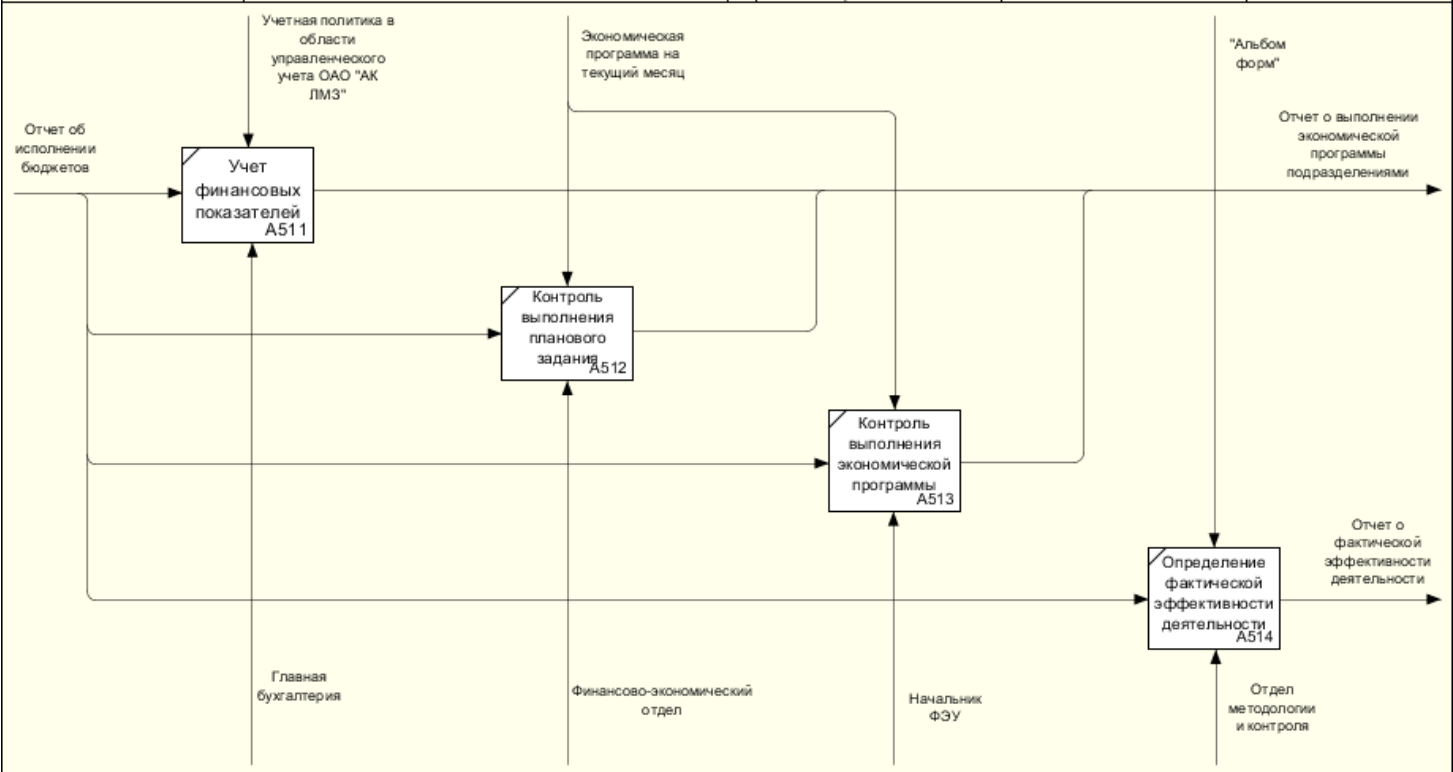 Учетная политика в
области
управленческого
учета ОАО "АК
ЛМЗ"
Экономическая
программа на
текущий месяц
"Альбом
форм"
Отчет об
исполнении
бюджетов
Отчет о выполнении
экономической
программы
подразделениями
Учет
финансовых
показателей
A511
Контроль
выполнения
планового
задания
A512
Контроль
выполнения
экономической
программы
A513
Отчет о
фактической
эффективности
деятельности
Определение
фактической
эффективности
деятельности
A514
Главная
бухгалтерия
Финансово-экономический
отдел
Начальник
ФЭУ
Отдел
методологии
и контроля